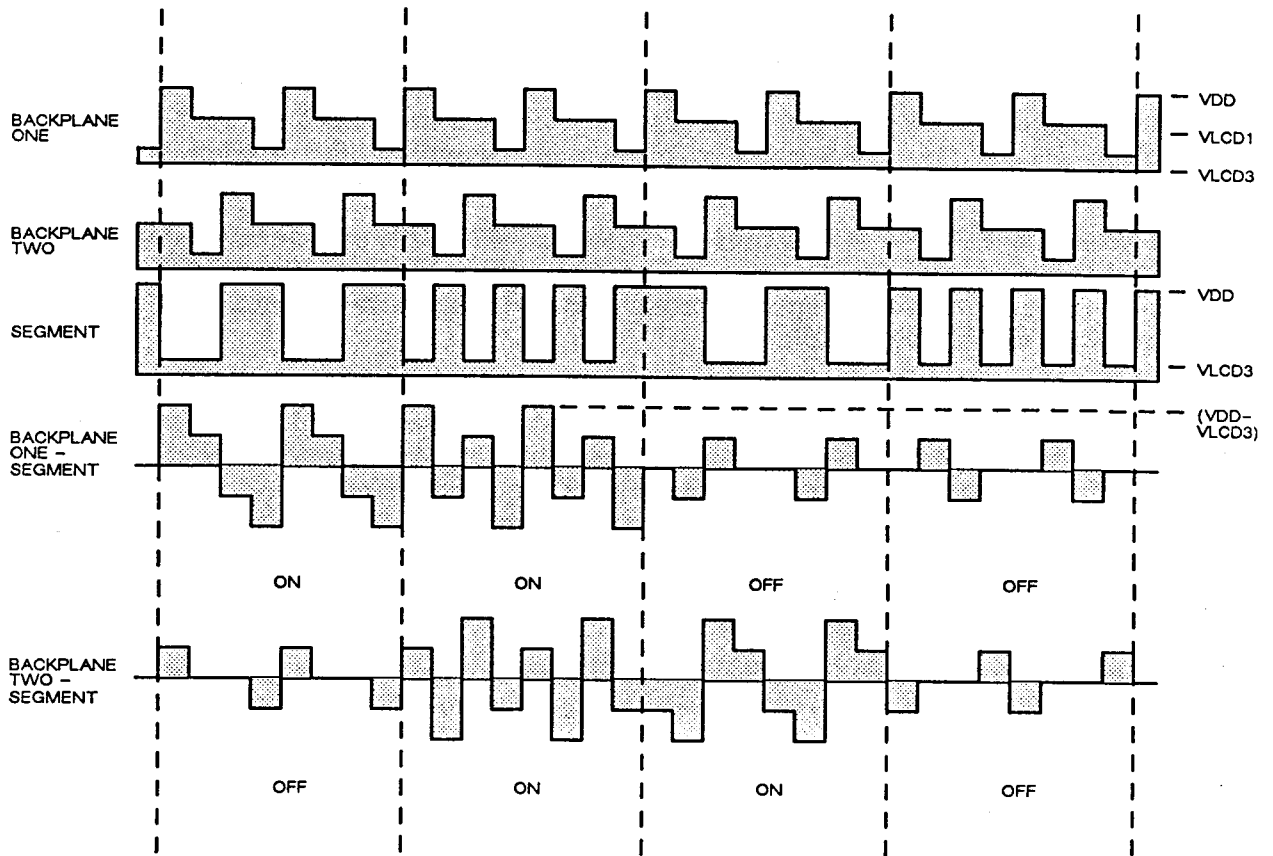 BACKPLANE
ONE
VDD
VLCD1
VLCD3
BACKPLANE
TWO
SEGMENT
VDD
VLCD3
BACKPLANE
ONE –
SEGMENT
(VDD–
VLCD3)
ON
ON
OFF
OFF
BACKPLANE
TWO –
SEGMENT
OFF
ON
ON
OFF